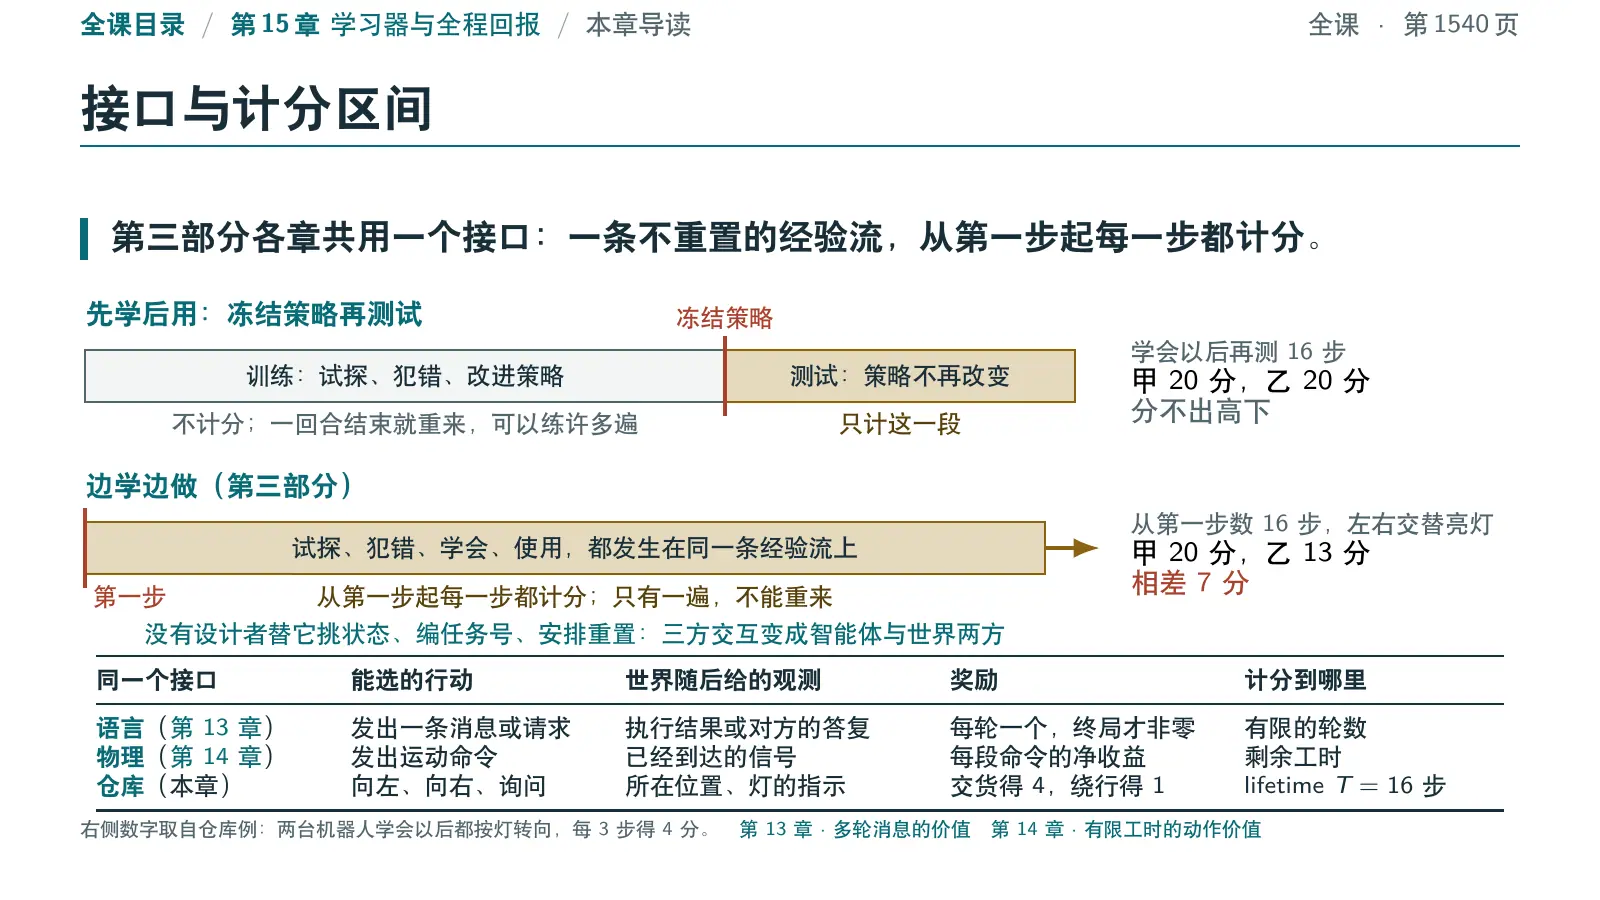 全课目录 / 第 15 章 学习器与全程回报 / 本章导读
全课 · 第 1540 页
接口与计分区间
第三部分各章共用一个接口：一条不重置的经验流，从第一步起每一步都计分。
先学后用：冻结策略再测试
冻结策略
训练：试探、犯错、改进策略
测试：策略不再改变
不计分；一回合结束就重来，可以练许多遍
只计这一段
学会以后再测 16 步
甲 20 分，乙 20 分
分不出高下
边学边做（第三部分）
试探、犯错、学会、使用，都发生在同一条经验流上
第一步
从第一步起每一步都计分；只有一遍，不能重来
从第一步数 16 步，左右交替亮灯
甲 20 分，乙 13 分
相差 7 分
没有设计者替它挑状态、编任务号、安排重置：三方交互变成智能体与世界两方
同一个接口 能选的行动 世界随后给的观测 奖励 计分到哪里
语言（第 13 章） 发出一条消息或请求 执行结果或对方的答复 每轮一个，终局才非零 有限的轮数
物理（第 14 章） 发出运动命令 已经到达的信号 每段命令的净收益 剩余工时
仓库（本章） 向左、向右、询问 所在位置、灯的指示 交货得 4，绕行得 1 lifetime T = 16 步
右侧数字取自仓库例：两台机器人学会以后都按灯转向，每 3 步得 4 分。 第 13 章 · 多轮消息的价值 第 14 章 · 有限工时的动作价值